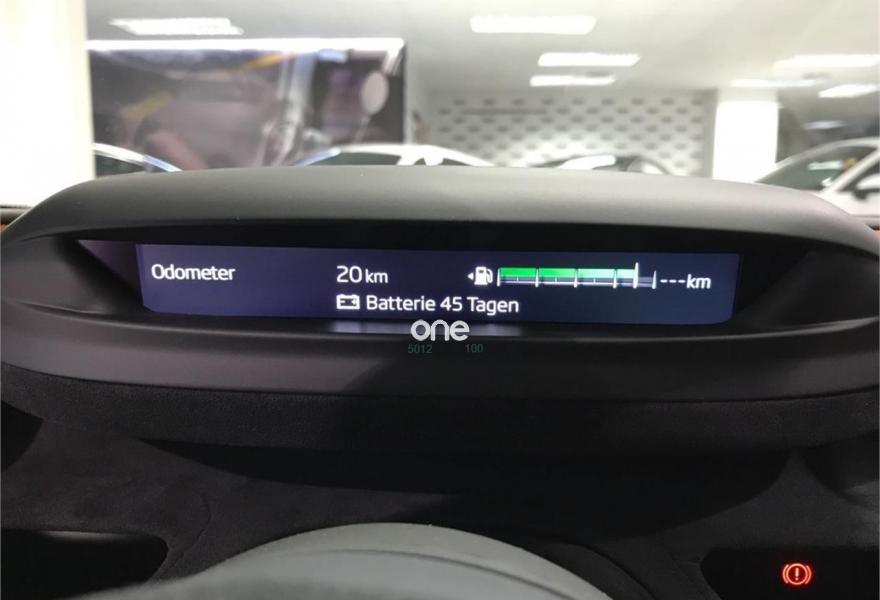 Odometer 20 km ---km
Batterie 45 Tagen
one
5012 100